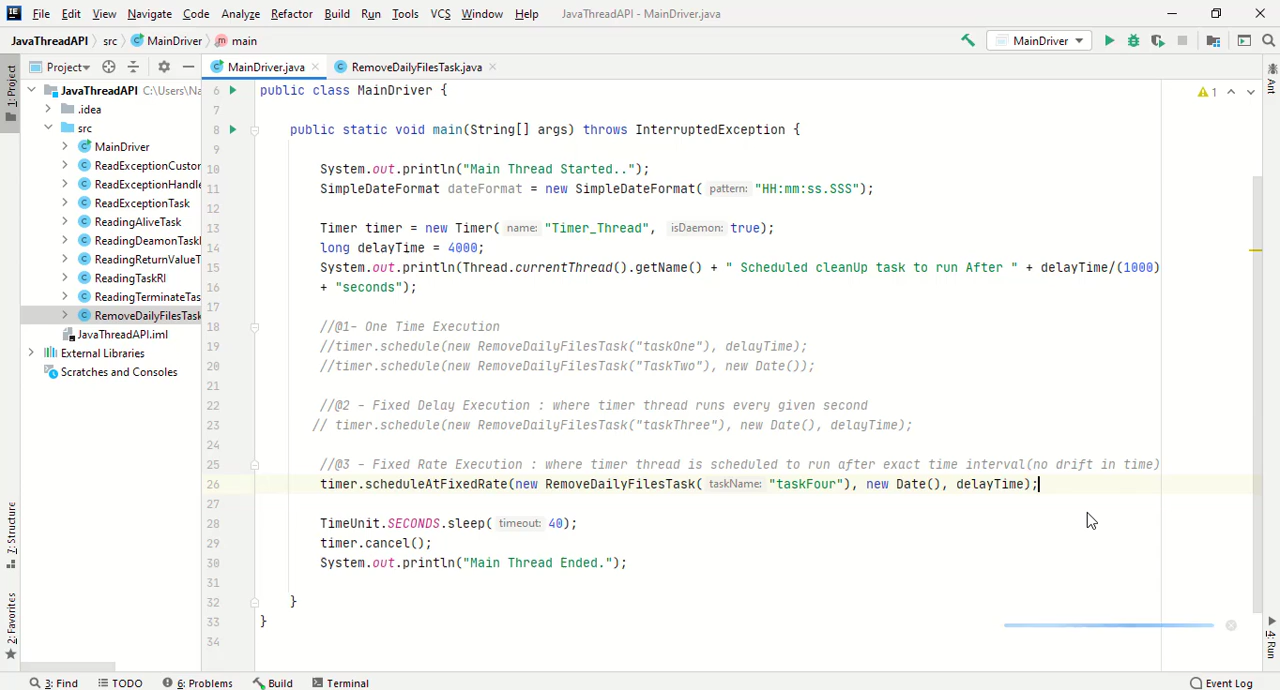 File Edit View Navigate Code Analyze Refactor Build Run Tools VCS Window Help JavaThreadAPI - MainDriver.java
JavaThreadAPI src MainDriver main MainDriver
Project MainDriver.java RemoveDailyFilesTask.java
1: Project
JavaThreadAPI C:\Users\Na
.idea
src
MainDriver
ReadExceptionCustor
ReadExceptionHandle
ReadExceptionTask
ReadingAliveTask
ReadingDeamonTaskI
ReadingReturnValueT
ReadingTaskRI
ReadingTerminateTas
RemoveDailyFilesTask
JavaThreadAPI.iml
External Libraries
Scratches and Consoles
7: Structure
2: Favorites
6 public class MainDriver {
7
8 public static void main(String[] args) throws InterruptedException {
9
10 System.out.println("Main Thread Started..");
11 SimpleDateFormat dateFormat = new SimpleDateFormat( pattern: "HH:mm:ss.SSS");
12
13 Timer timer = new Timer( name: "Timer_Thread", isDaemon: true);
14 long delayTime = 4000;
15 System.out.println(Thread.currentThread().getName() + " Scheduled cleanUp task to run After " + delayTime/(1000)
16 + "seconds");
17
18 //@1- One Time Execution
19 //timer.schedule(new RemoveDailyFilesTask("taskOne"), delayTime);
20 //timer.schedule(new RemoveDailyFilesTask("TaskTwo"), new Date());
21
22 //@2 - Fixed Delay Execution : where timer thread runs every given second
23 // timer.schedule(new RemoveDailyFilesTask("taskThree"), new Date(), delayTime);
24
25 //@3 - Fixed Rate Execution : where timer thread is scheduled to run after exact time interval(no drift in time)
26 timer.scheduleAtFixedRate(new RemoveDailyFilesTask( taskName: "taskFour"), new Date(), delayTime);
27
28 TimeUnit.SECONDS.sleep( timeout: 40);
29 timer.cancel();
30 System.out.println("Main Thread Ended.");
31
32 }
33 }
34
1
Ant
4: Run
3: Find TODO 6: Problems Build Terminal Event Log